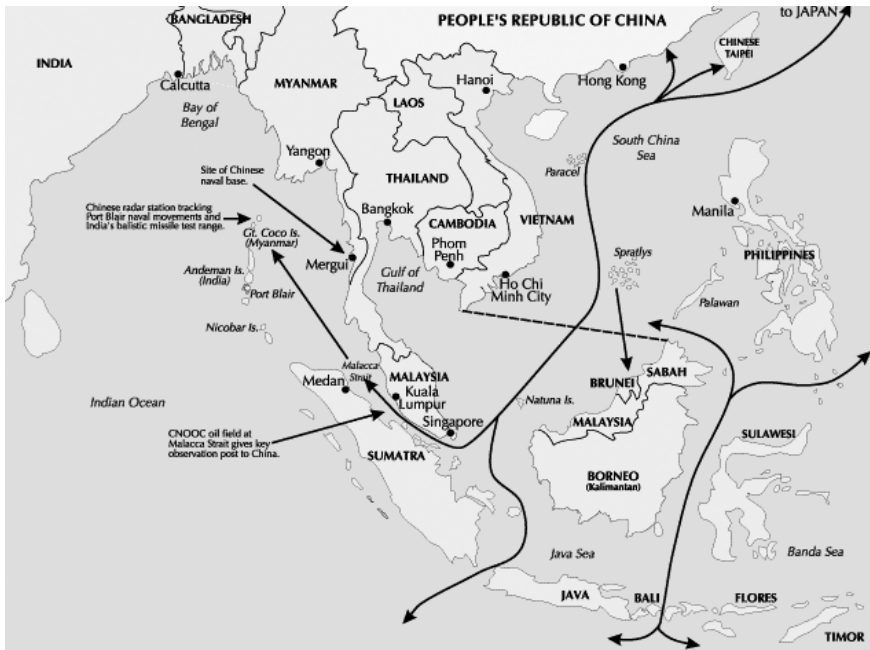 PEOPLE'S REPUBLIC OF CHINA
to JAPAN
BANGLADESH
INDIA
CHINESE
TAIPEI
Calcutta
MYANMAR
Hanoi
Hong Kong
Bay of
Bengal
LAOS
South China
Sea
Yangon
Paracel
Site of Chinese
naval base.
THAILAND
Chinese radar station tracking
Port Blair naval movements and
India's balistic missile test range.
Bangkok
VIETNAM
Manila
CAMBODIA
Gt. Coco Is.
(Myanmar)
Phom
Penh
Spratlys
PHILIPPINES
Mergui
Gulf of
Thailand
Andeman Is.
(India)
Port Blair
Ho Chi
Minh City
Palawan
Nicobar Is.
Malacca
Strait
Medan
MALAYSIA
Kuala
Lumpur
BRUNEI
SABAH
Natuna Is.
Indian Ocean
Singapore
MALAYSIA
CNOOC oil field at
Malacca Strait gives key
observation post to China.
SUMATRA
SULAWESI
BORNEO
(Kalimantan)
Java Sea
Banda Sea
JAVA
BALI
FLORES
TIMOR